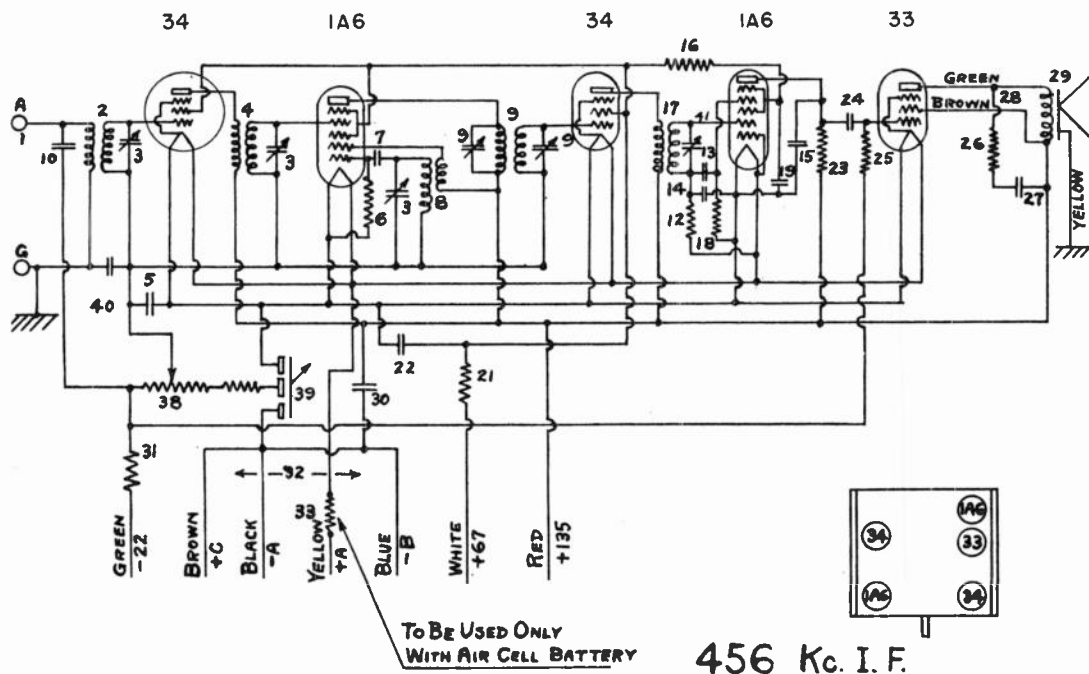 34 1A6 34 1A6 33
16
A
1
2
3
10
4
3
7
6
3
8
9
9
9
17
41
13
14
12
18
19
15
23
24
25
GREEN
BROWN
28
29
26
27
YELLOW
G
40
5
38
39
30
22
21
31
32
33
GREEN
-22
BROWN
+C
BLACK
-A
YELLOW
+A
BLUE
-B
WHITE
+67
RED
+135
TO BE USED ONLY
WITH AIR CELL BATTERY
1A6
34
33
1A6
34
456 Kc. I.F.